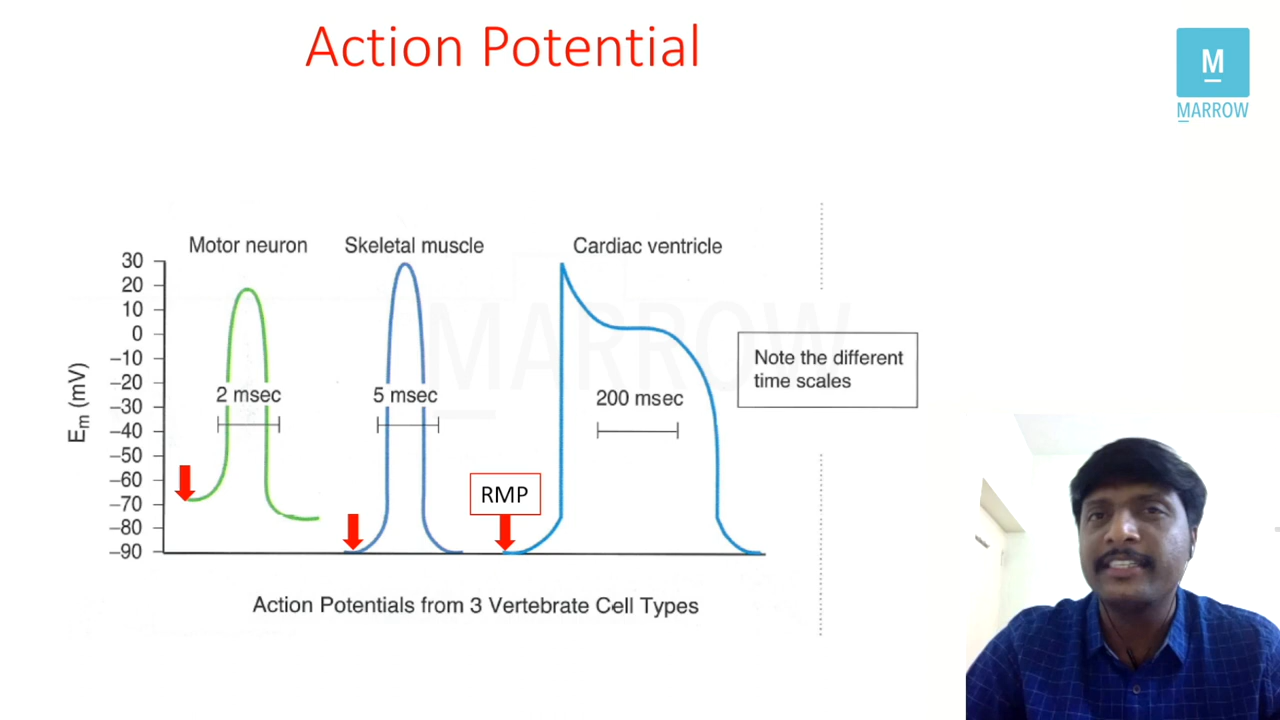 Action Potential
M
MARROW
Motor neuron
Skeletal muscle
Cardiac ventricle
30
20
10
0
–10
–20
–30
–40
–50
–60
–70
–80
–90
Em (mV)
2 msec
5 msec
200 msec
Note the different
time scales
RMP
MARROW
Action Potentials from 3 Vertebrate Cell Types